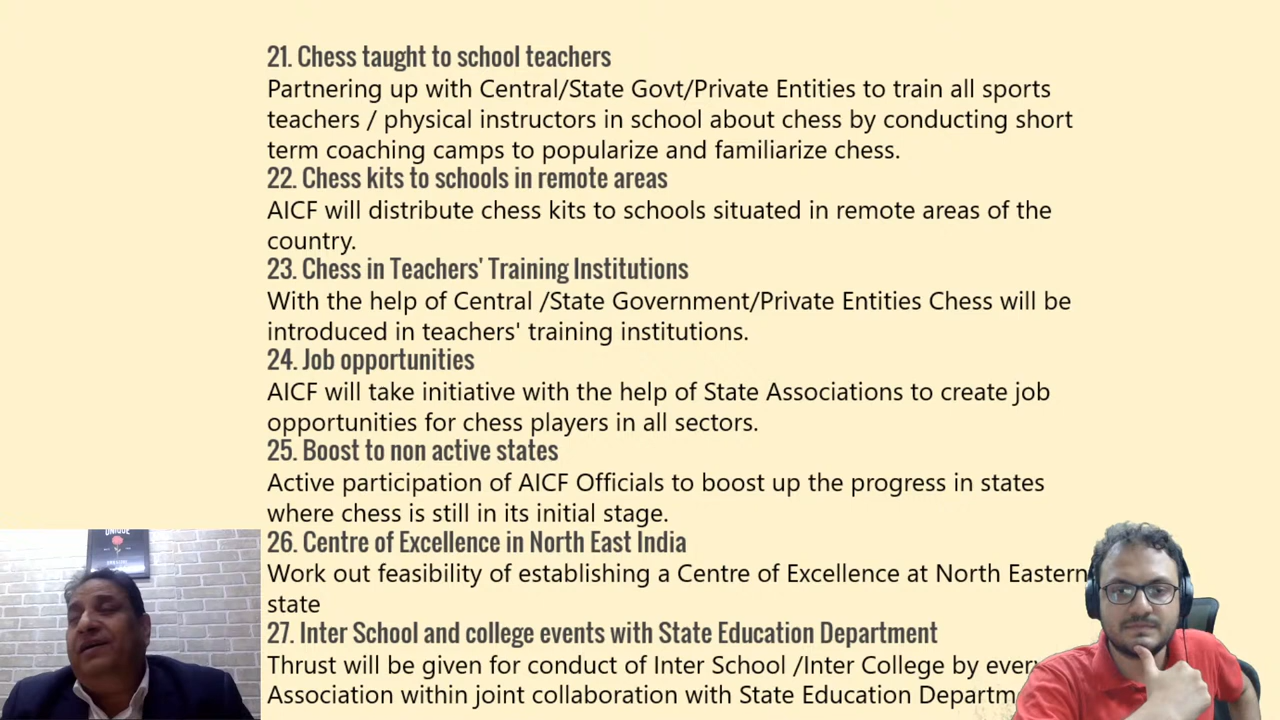 21. Chess taught to school teachers
Partnering up with Central/State Govt/Private Entities to train all sports
teachers / physical instructors in school about chess by conducting short
term coaching camps to popularize and familiarize chess.
22. Chess kits to schools in remote areas
AICF will distribute chess kits to schools situated in remote areas of the
country.
23. Chess in Teachers' Training Institutions
With the help of Central /State Government/Private Entities Chess will be
introduced in teachers' training institutions.
24. Job opportunities
AICF will take initiative with the help of State Associations to create job
opportunities for chess players in all sectors.
25. Boost to non active states
Active participation of AICF Officials to boost up the progress in states
where chess is still in its initial stage.
26. Centre of Excellence in North East India
Work out feasibility of establishing a Centre of Excellence at North Eastern
state
27. Inter School and college events with State Education Department
Thrust will be given for conduct of Inter School /Inter College by
Association within joint collaboration with State Education
UNIQUE